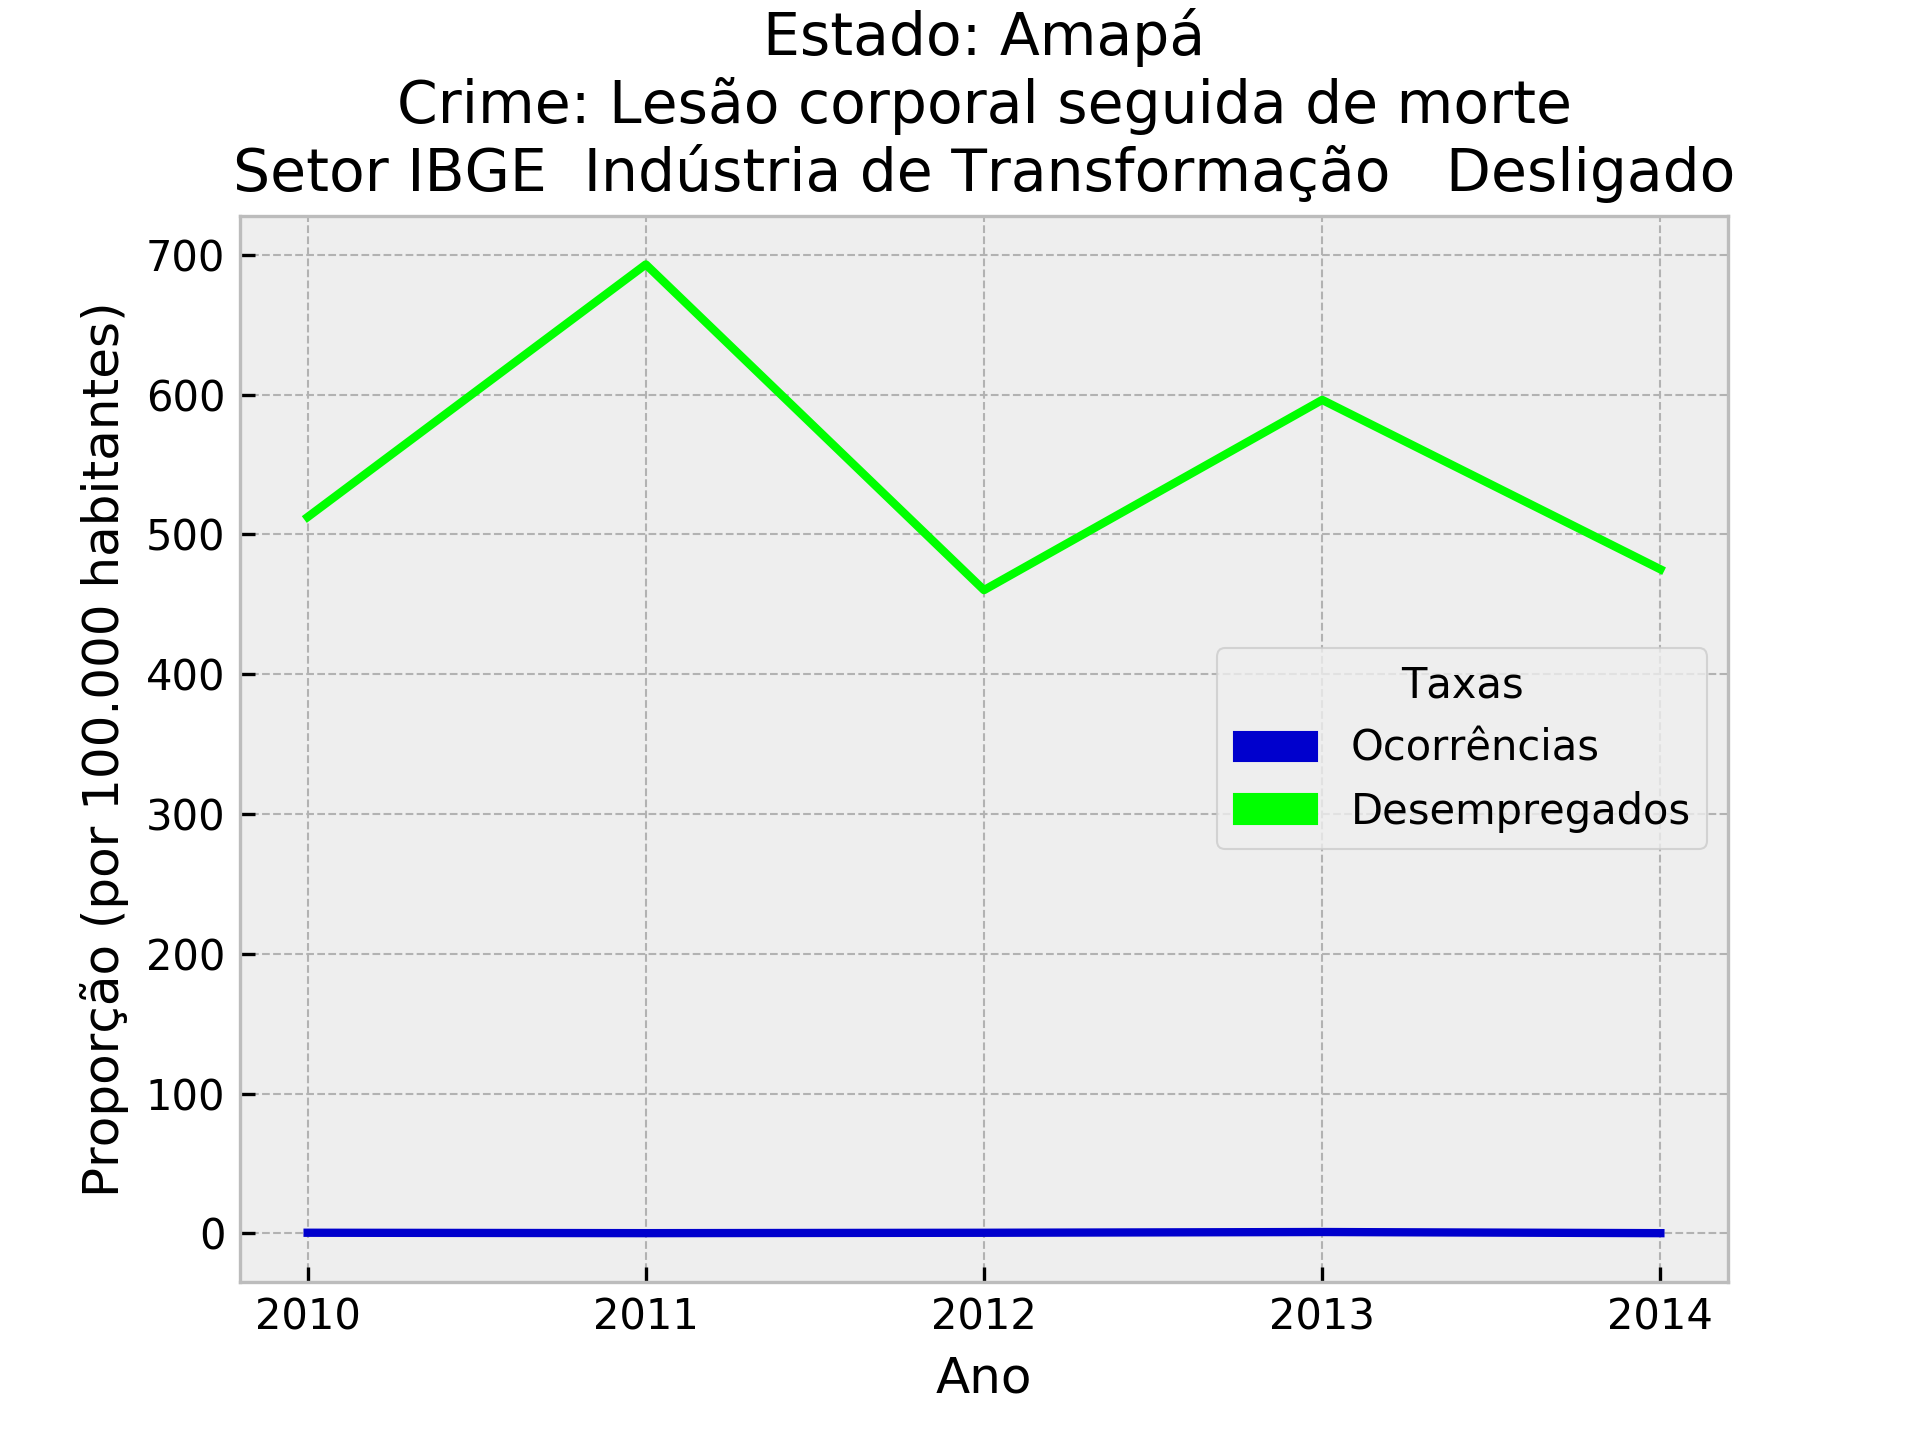 Estado: Amapá
Crime: Lesão corporal seguida de morte
Setor IBGE  Indústria de Transformação   Desligado
Proporção (por 100.000 habitantes)
700
600
500
400
300
200
100
0
Taxas
Ocorrências
Desempregados
2010 2011 2012 2013 2014
Ano